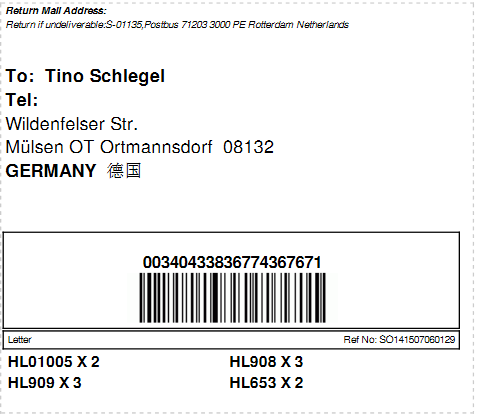 Return Mail Address:
Return if undeliverable:S-01135,Postbus 71203 3000 PE Rotterdam Netherlands
To: Tino Schlegel
Tel:
Wildenfelser Str.
Mülsen OT Ortmannsdorf 08132
GERMANY 德国
00340433836774367671
Letter Ref No: SO141507060129
HL01005 X 2 HL908 X 3
HL909 X 3 HL653 X 2